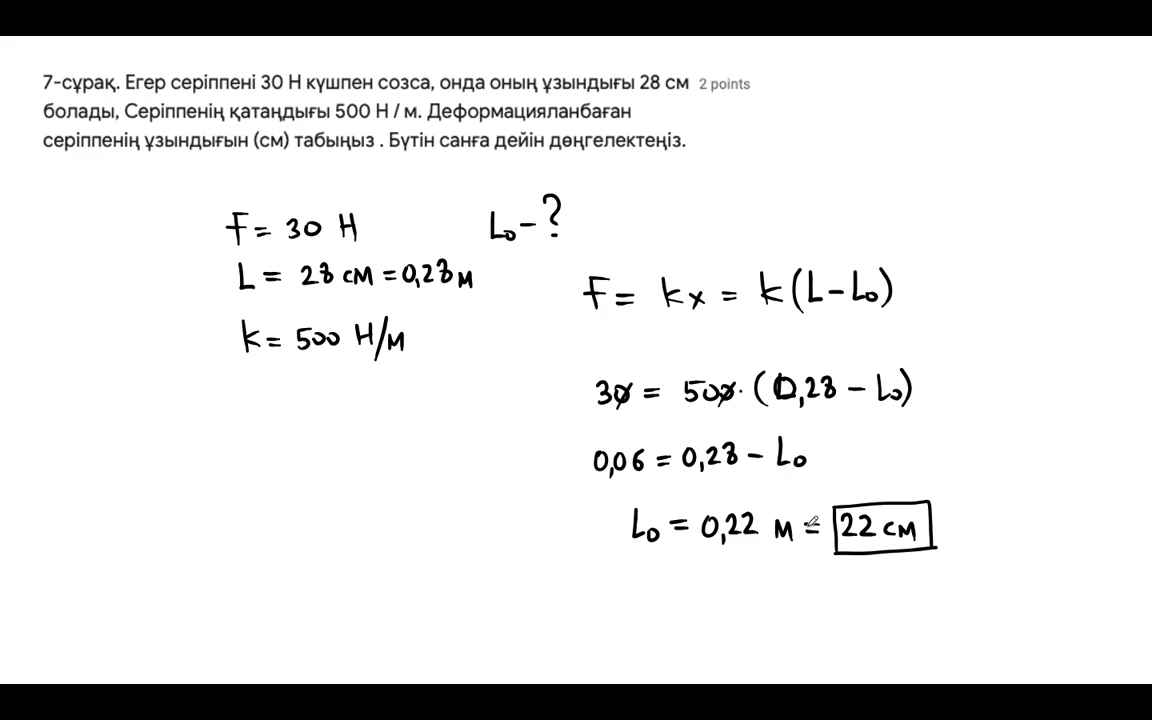 7-сұрақ. Егер серіппені 30 Н күшпен созса, онда оның ұзындығы 28 см 2 points
болады, Серіппенің қатаңдығы 500 Н / м. Деформацияланбаған
серіппенің ұзындығын (см) табыңыз . Бүтін санға дейін дөңгелектеңіз.
F = 30 Н
L₀ - ?
L = 28 см = 0,28 м
k = 500 Н/м
F = kx = k(L - L₀)
30 = 500 · (0,28 - L₀)
0,06 = 0,28 - L₀
L₀ = 0,22 м = 22 см